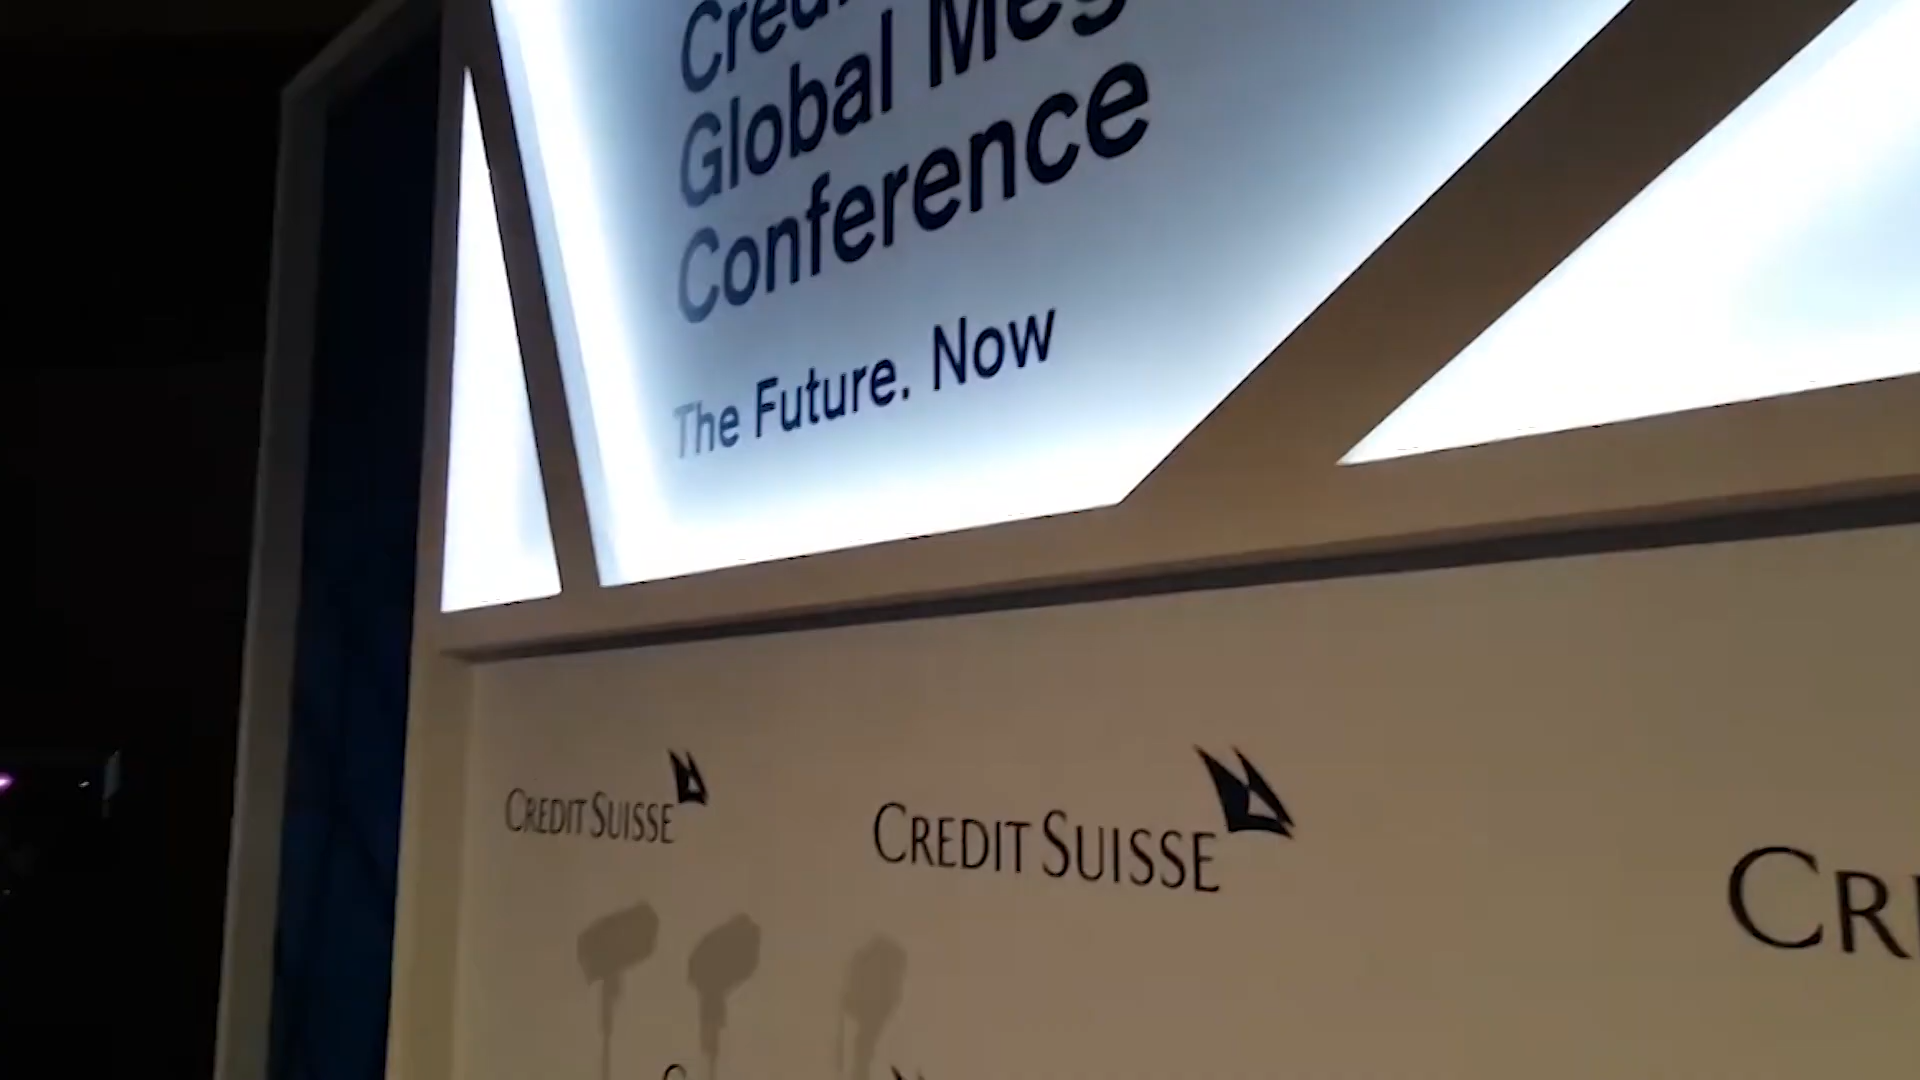 Global
Conference
The Future. Now
CREDIT SUISSE
CREDIT SUISSE